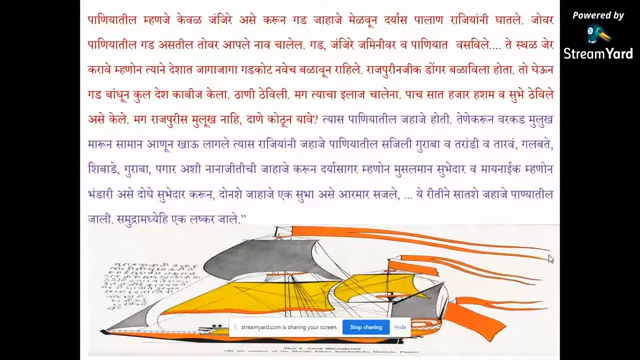 पाणियातील म्हणजे केवळ जंजिरे असे करून गड जाहाजे मेळवून दर्यास पालाण राजियांनी घातले. जोवर
पाणियातील गड असतील तोवर आपले नाव चालेल. गड, जंजिर जमिनीवर व पाणियात वसविले.... ते स्थळ जेर
करावे म्हणोन त्याने देशात जागाजागा गडकोट नवेच बळावून राहिले. राजपुरीनजीक डोंगर बळाविला होता. तो घेऊन
गड बांधून कुल देश काबीज केला. ठाणी ठेविली. मग त्याचा इलाज चालेना. पाच सात हजार हशम व सुभे ठेविले
असे केले. मग राजपुरीस मुलूख नाहि, दाणे कोठून यावे? त्यास पाणियातील जहाजे होती. तेणेकरून वरकड मुलुख
मारून सामान आणून खाऊ लागले त्यास राजियांनी जहाजे पाणियातील सजिली गुराबा व तरांडी व तारवं, गलबते,
शिबाडे, गुराबा, पगार अशी नानाजीतीची जाहाजे करून दर्यासागर म्हणोन मुसलमान सुभेदार व मायनाईक म्हणोन
भंडारी असे दोघे सुभेदार करून, दोनशे जाहाजे एक सुभा असे आरमार सजले, ... ये रीतीने सातशे जहाजे पाण्यातील
जाली. समुद्रामध्येहि एक लष्कर जाले.”
Powered by
StreamYard
streamyard.com is sharing your screen.
Stop sharing
Hide